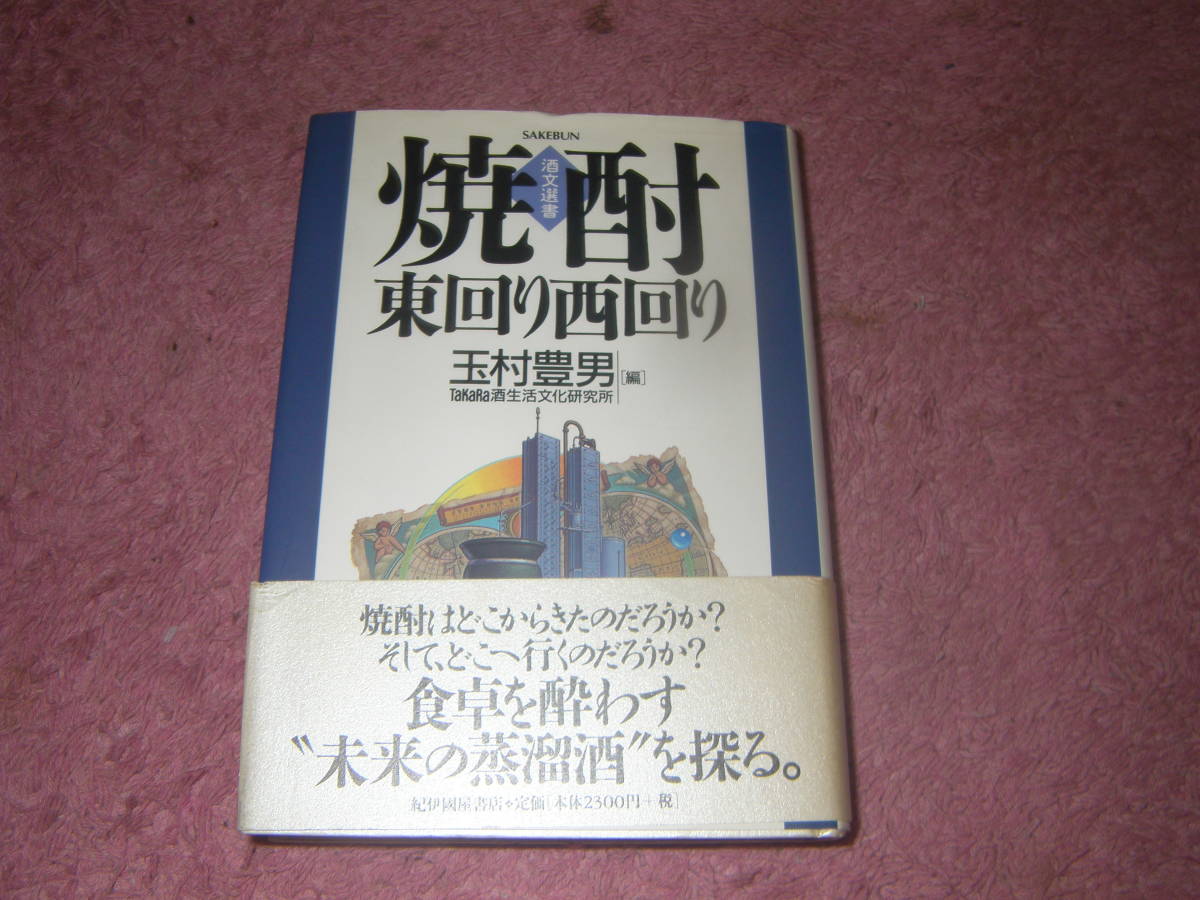 SAKEBUN
酒文選書
焼酎
東回り西回り
玉村豊男
TaKaRa酒生活文化研究所
[編]
焼酎はどこからきたのだろうか?
そして、どこへ行くのだろうか?
食卓を酔わす
“未来の蒸溜酒”を探る。
紀伊國屋書店❖定価[本体2300円+税]